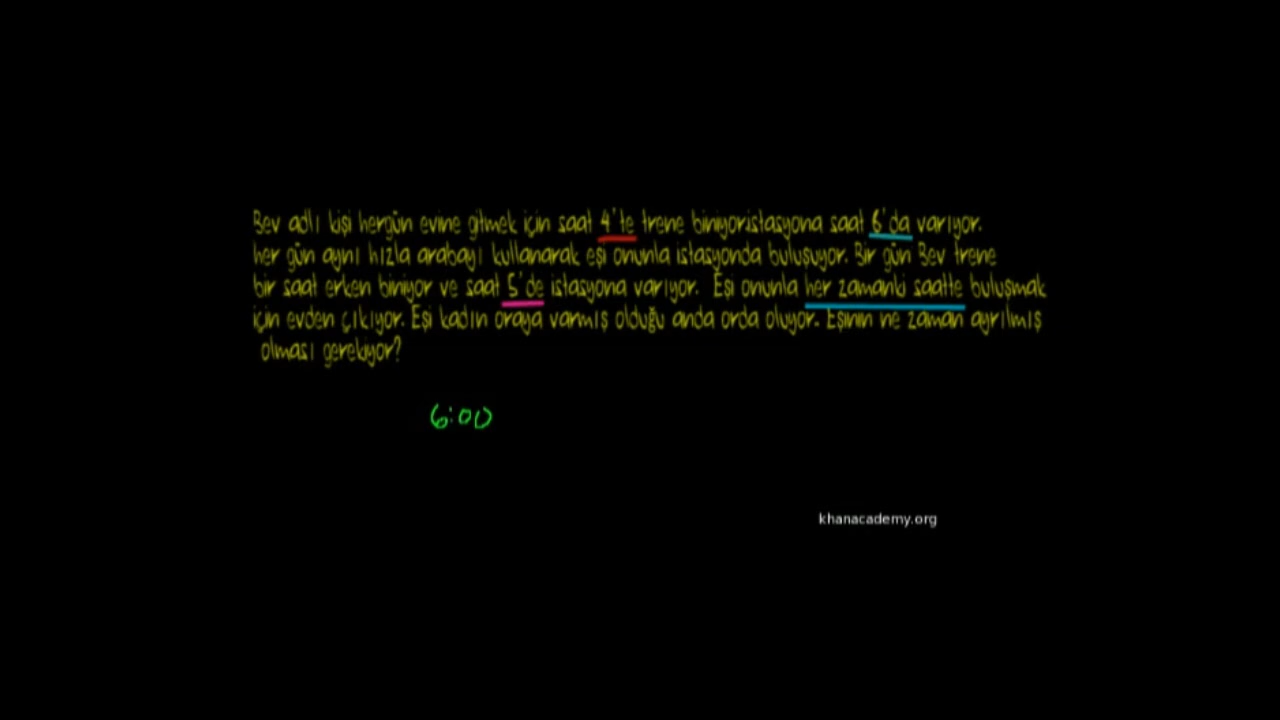 Bev adlı kişi hergün evine gitmek için saat 4'te trene biniyor.istasyona saat 6'da varıyor.
her gün aynı hızla arabayı kullanarak eşi onunla istasyonda buluşuyor. Bir gün Bev trene
bir saat erken biniyor ve saat 5'de istasyona varıyor. Eşi onunla her zamanki saatte buluşmak
için evden çıkıyor. Eşi kadın oraya varmış olduğu anda orda oluyor. Eşinin ne zaman ayrılmış
olması gerekiyor?
6:00
khanacademy.org